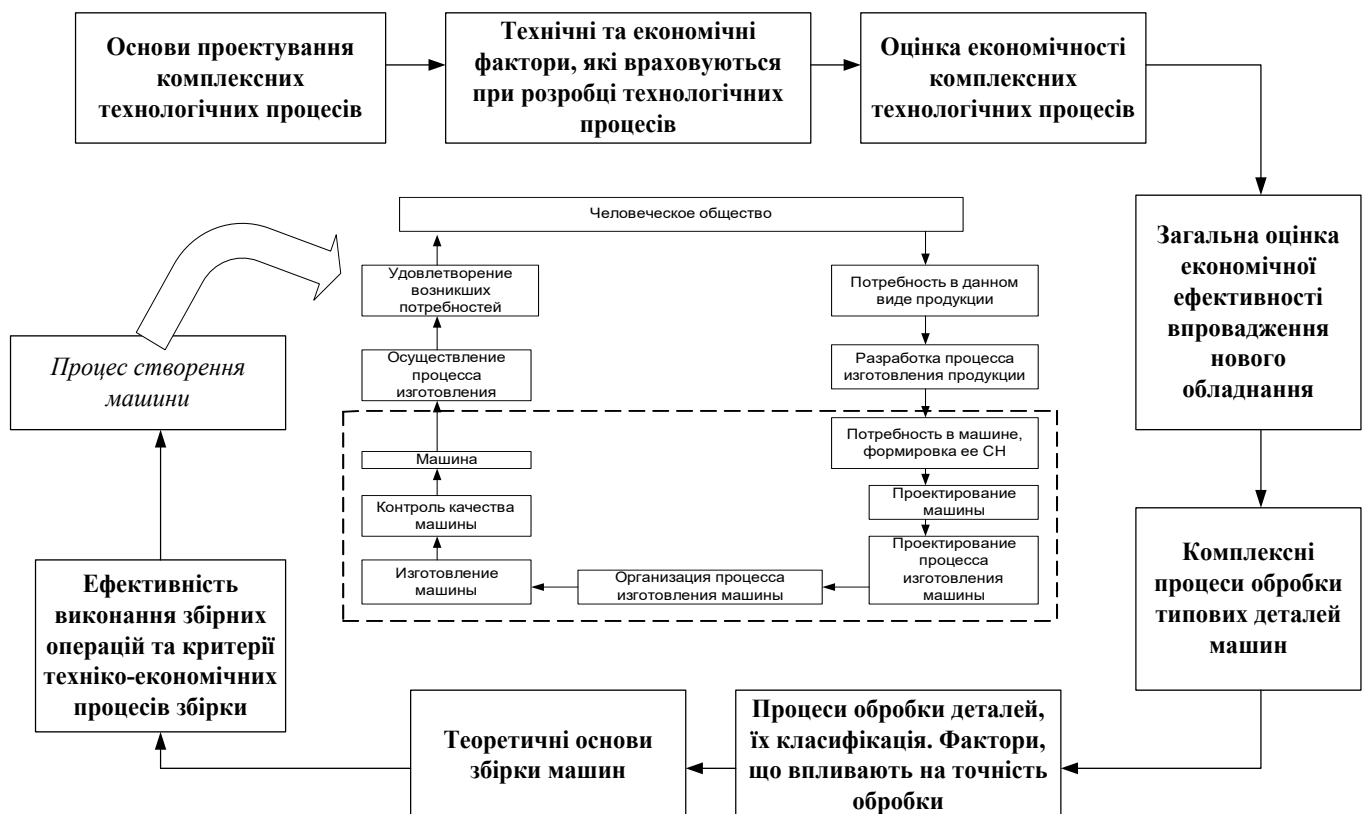 Основи проектування
комплексних
технологічних процесів
Технічні та економічні
фактори, які враховуються
при розробці технологічних
процесів
Оцінка економічності
комплексних
технологічних процесів
Загальна оцінка
економічної
ефективності
впровадження
нового
обладнання
Комплексні
процеси обробки
типових деталей
машин
Процеси обробки деталей,
їх класифікація. Фактори,
що впливають на точність
обробки
Теоретичні основи
збірки машин
Ефективність
виконання збірних
операцій та критерії
техніко-економічних
процесів збірки
Процес створення
машини
Человеческое общество
Потребность в данном
виде продукции
Разработка процесса
изготовления продукции
Потребность в машине,
формировка ее СН
Проектирование
машины
Проектирование
процесса
изготовления
машины
Организация процесса
изготовления машины
Изготовление
машины
Контроль качества
машины
Машина
Осуществление
процесса
изготовления
Удовлетворение
возникших
потребностей